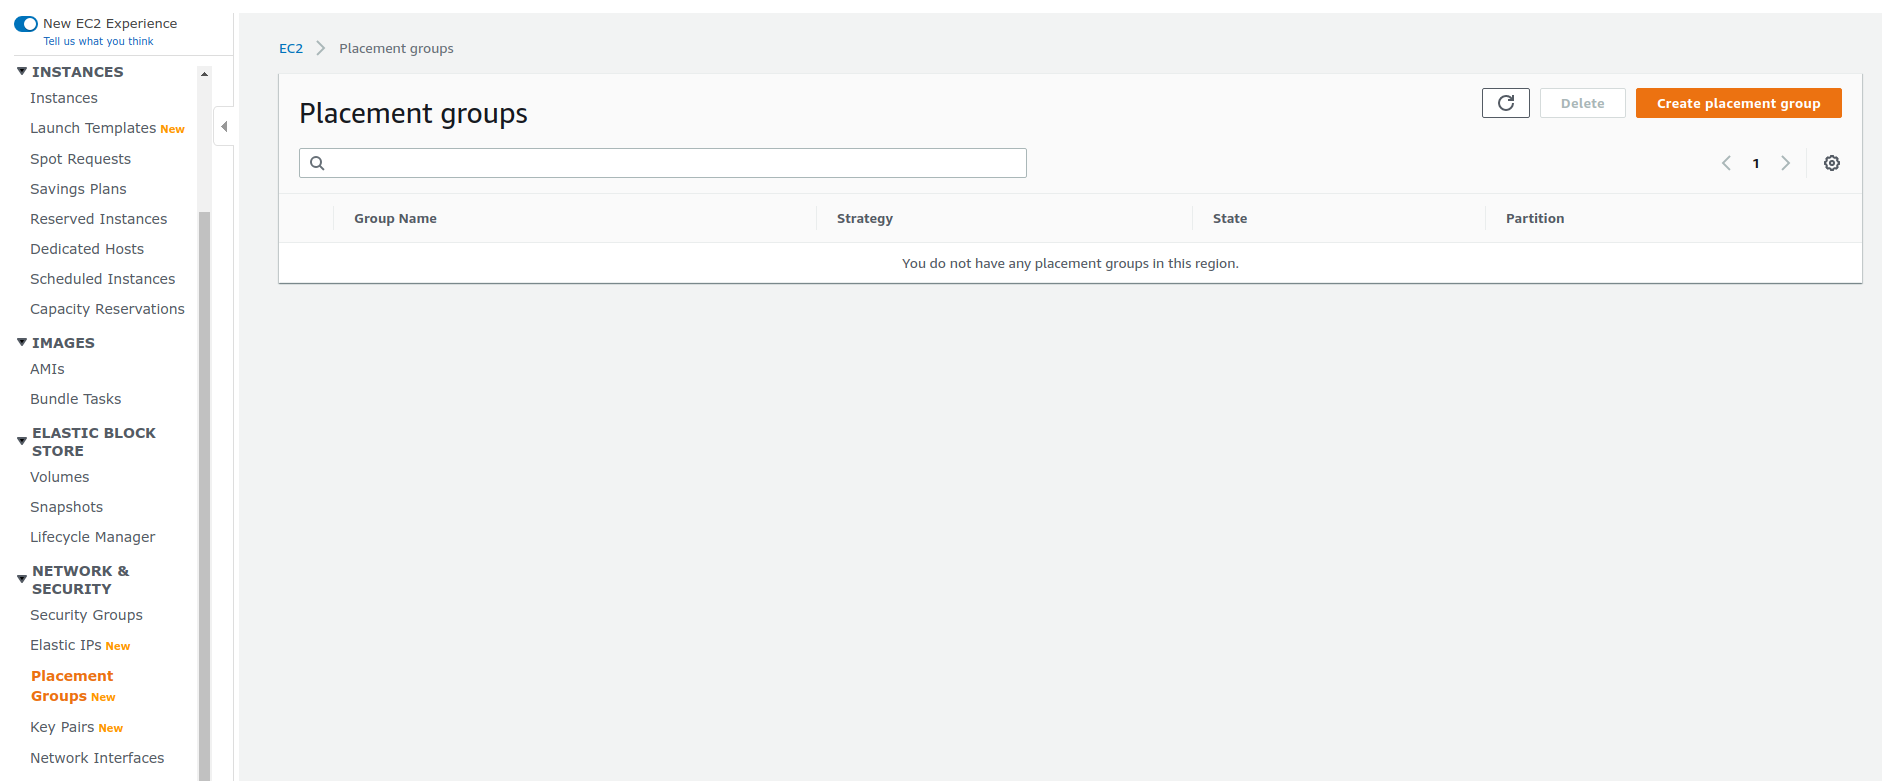 New EC2 Experience
Tell us what you think
INSTANCES
Instances
Launch Templates New
Spot Requests
Savings Plans
Reserved Instances
Dedicated Hosts
Scheduled Instances
Capacity Reservations
IMAGES
AMIs
Bundle Tasks
ELASTIC BLOCK
STORE
Volumes
Snapshots
Lifecycle Manager
NETWORK &
SECURITY
Security Groups
Elastic IPs New
Placement
Groups New
Key Pairs New
Network Interfaces
EC2 Placement groups
Placement groups
Delete Create placement group
1
Group Name Strategy State Partition
You do not have any placement groups in this region.